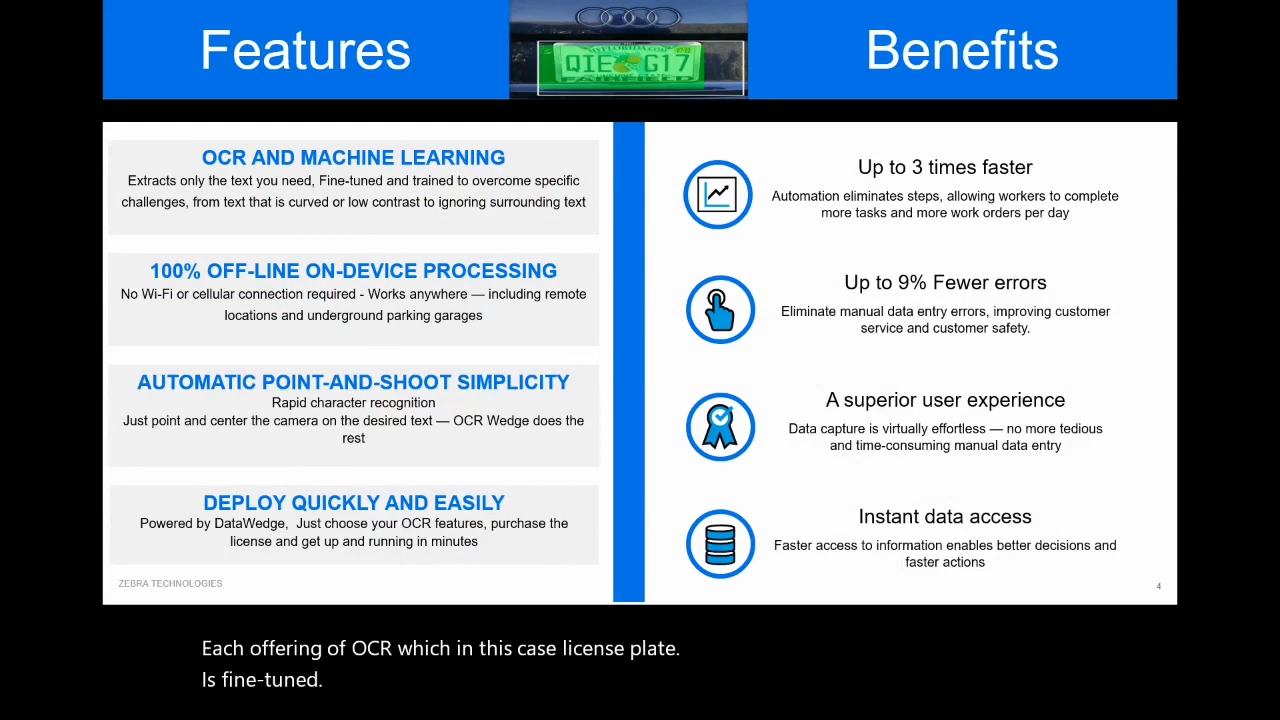 Features
MYFLORIDA.COM
QIE G17
FAIRFIELD
Benefits
OCR AND MACHINE LEARNING
Extracts only the text you need, Fine-tuned and trained to overcome specific
challenges, from text that is curved or low contrast to ignoring surrounding text
100% OFF-LINE ON-DEVICE PROCESSING
No Wi-Fi or cellular connection required - Works anywhere — including remote
locations and underground parking garages
AUTOMATIC POINT-AND-SHOOT SIMPLICITY
Rapid character recognition
Just point and center the camera on the desired text — OCR Wedge does the
rest
DEPLOY QUICKLY AND EASILY
Powered by DataWedge, Just choose your OCR features, purchase the
license and get up and running in minutes
ZEBRA TECHNOLOGIES
Up to 3 times faster
Automation eliminates steps, allowing workers to complete
more tasks and more work orders per day
Up to 9% Fewer errors
Eliminate manual data entry errors, improving customer
service and customer safety.
A superior user experience
Data capture is virtually effortless — no more tedious
and time-consuming manual data entry
Instant data access
Faster access to information enables better decisions and
faster actions
4
Each offering of OCR which in this case license plate.
Is fine-tuned.